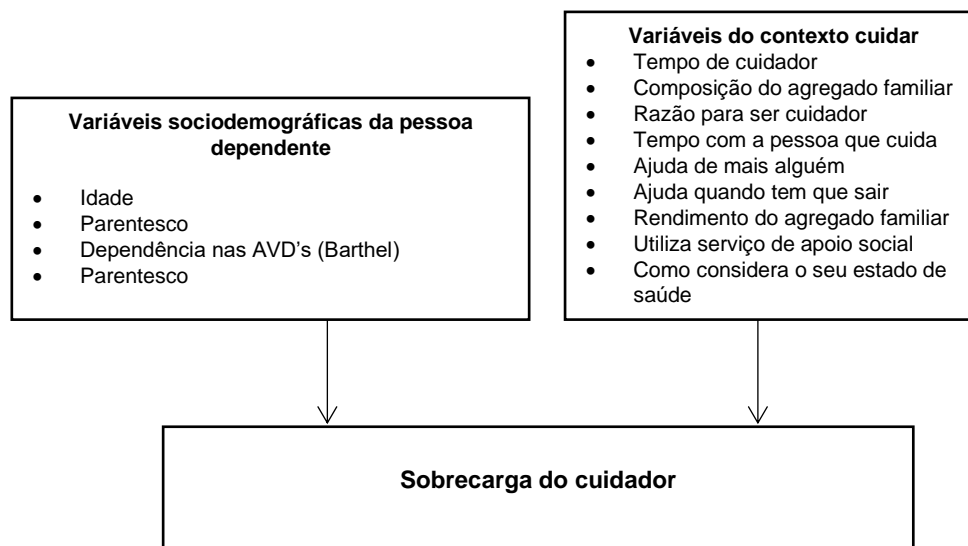 Variáveis sociodemográficas da pessoa
dependente
• Idade
• Parentesco
• Dependência nas AVD's (Barthel)
• Parentesco
Variáveis do contexto cuidar
• Tempo de cuidador
• Composição do agregado familiar
• Razão para ser cuidador
• Tempo com a pessoa que cuida
• Ajuda de mais alguém
• Ajuda quando tem que sair
• Rendimento do agregado familiar
• Utiliza serviço de apoio social
• Como considera o seu estado de
saúde
Sobrecarga do cuidador